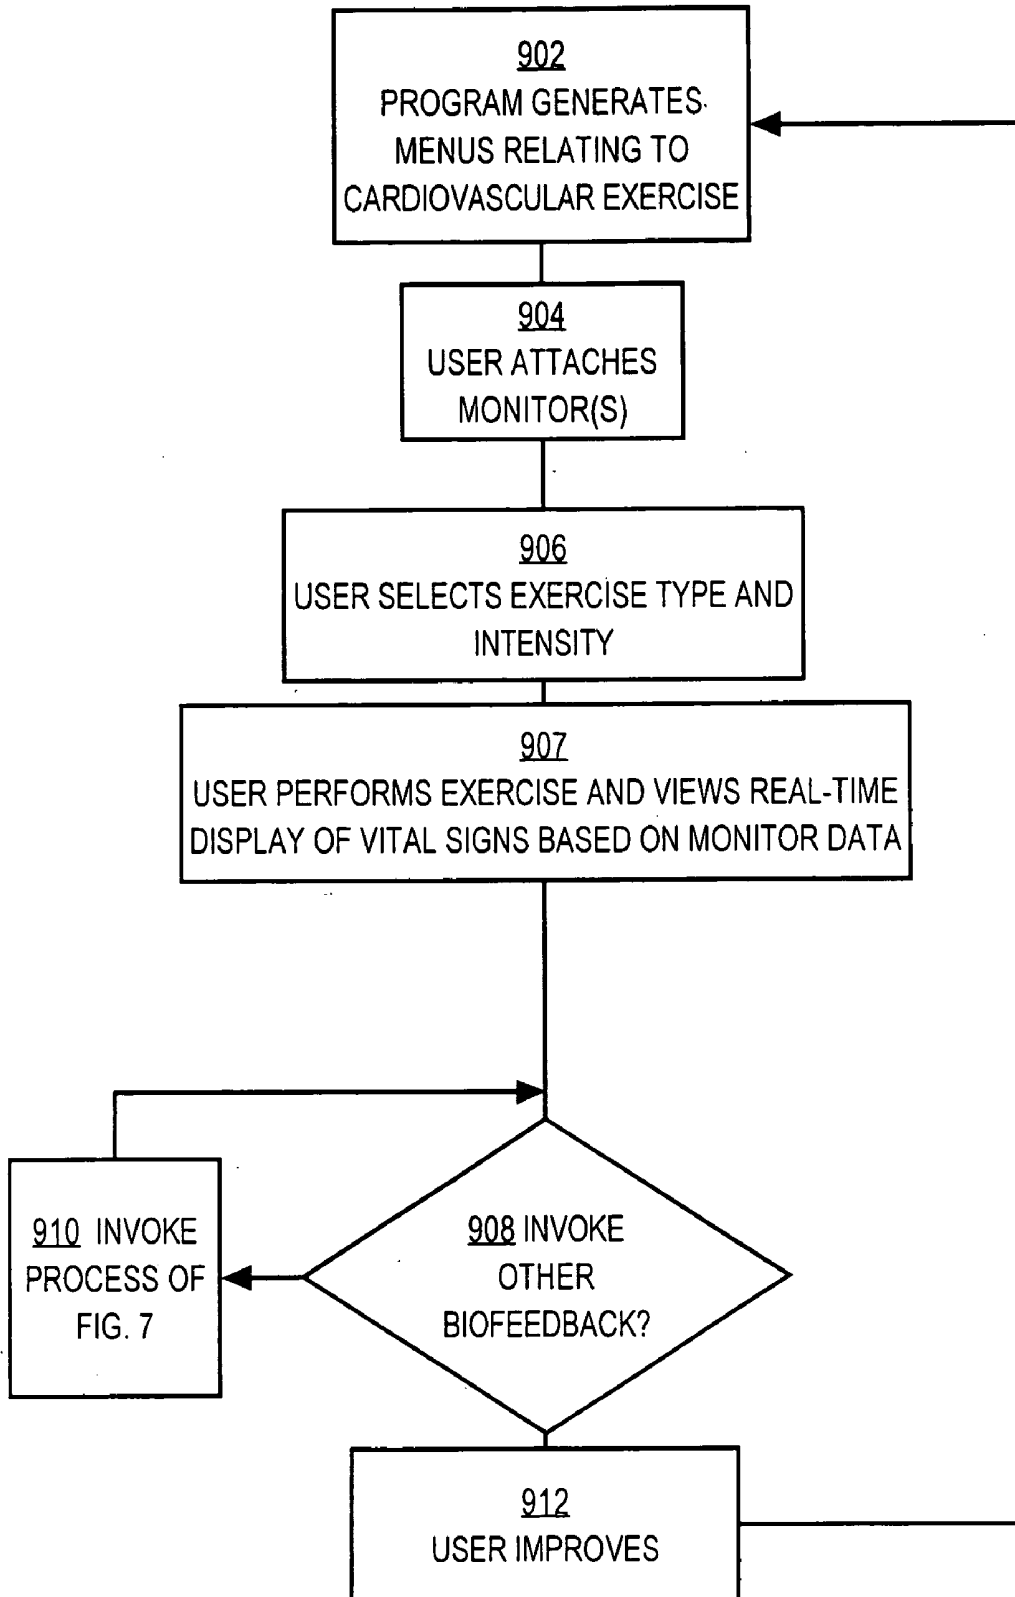 902
PROGRAM GENERATES
MENUS RELATING TO
CARDIOVASCULAR EXERCISE
904
USER ATTACHES
MONITOR(S)
906
USER SELECTS EXERCISE TYPE AND
INTENSITY
907
USER PERFORMS EXERCISE AND VIEWS REAL-TIME
DISPLAY OF VITAL SIGNS BASED ON MONITOR DATA
910 INVOKE
PROCESS OF
FIG. 7
908 INVOKE
OTHER
BIOFEEDBACK?
912
USER IMPROVES